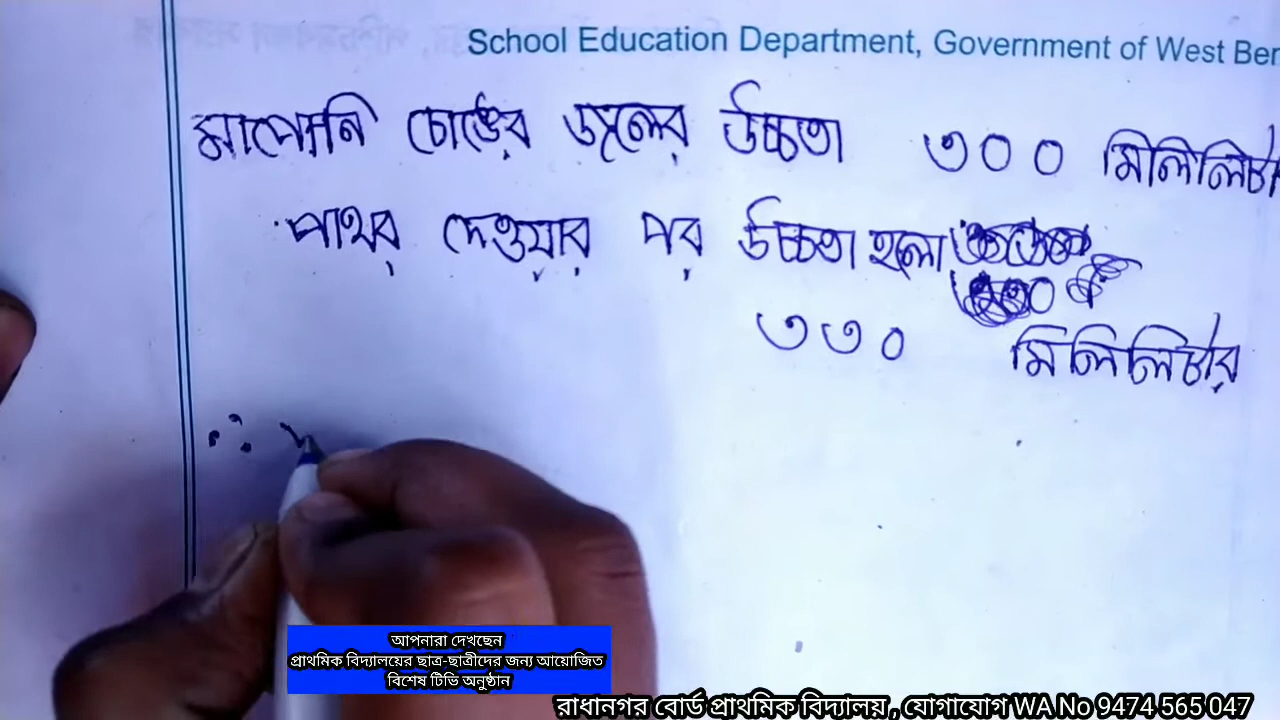 School Education Department, Government of West Ben
মাপোনি চোঙের জলের উচ্চতা ৩০০ মিলিলিটা
পাথর দেওয়ার পর উচ্চতা হলো
৩৩০ মিলিলিটার
∴
আপনারা দেখছেন
প্রাথমিক বিদ্যালয়ের ছাত্র-ছাত্রীদের জন্য আয়োজিত
বিশেষ টিভি অনুষ্ঠান
রাধানগর বোর্ড প্রাথমিক বিদ্যালয় , যোগাযোগ WA No 9474 565 047